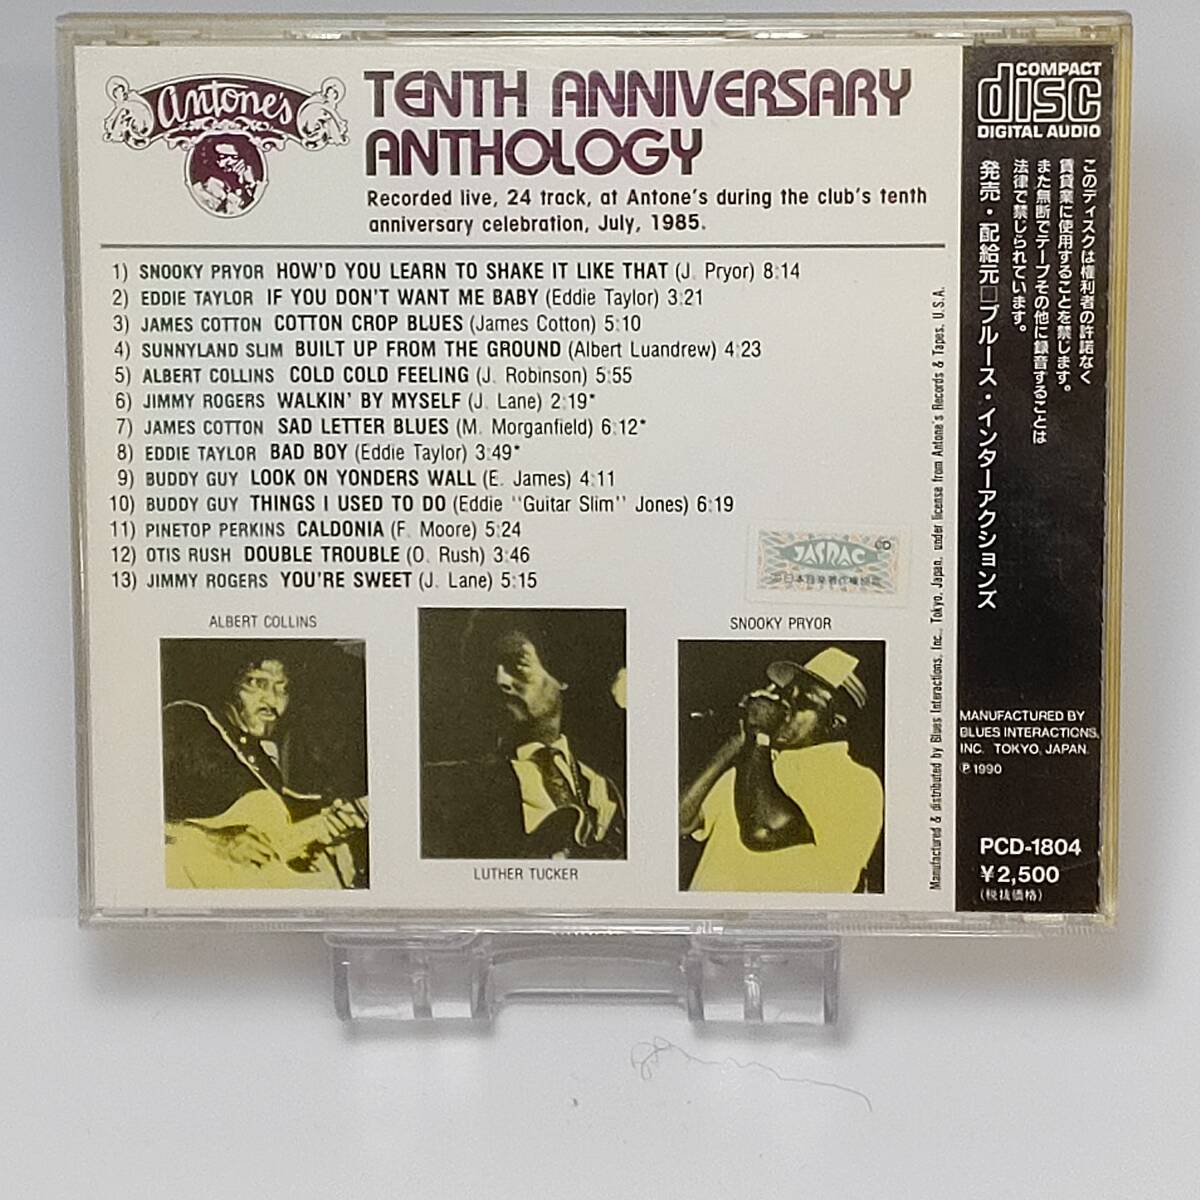 antone's
TENTH ANNIVERSARY
ANTHOLOGY
Recorded live, 24 track, at Antone's during the club's tenth
anniversary celebration, July, 1985.
1) SNOOKY PRYOR HOW'D YOU LEARN TO SHAKE IT LIKE THAT (J. Pryor) 8:14
2) EDDIE TAYLOR IF YOU DON'T WANT ME BABY (Eddie Taylor) 3:21
3) JAMES COTTON COTTON CROP BLUES (James Cotton) 5:10
4) SUNNYLAND SLIM BUILT UP FROM THE GROUND (Albert Luandrew) 4:23
5) ALBERT COLLINS COLD COLD FEELING (J. Robinson) 5:55
6) JIMMY ROGERS WALKIN' BY MYSELF (J. Lane) 2:19*
7) JAMES COTTON SAD LETTER BLUES (M. Morganfield) 6:12*
8) EDDIE TAYLOR BAD BOY (Eddie Taylor) 3:49*
9) BUDDY GUY LOOK ON YONDERS WALL (E. James) 4:11
10) BUDDY GUY THINGS I USED TO DO (Eddie "Guitar Slim" Jones) 6:19
11) PINETOP PERKINS CALDONIA (F. Moore) 5:24
12) OTIS RUSH DOUBLE TROUBLE (O. Rush) 3:46
13) JIMMY ROGERS YOU'RE SWEET (J. Lane) 5:15
JASRAC
CD
日本音楽著作権協会
ALBERT COLLINS
LUTHER TUCKER
SNOOKY PRYOR
Manufactured & distributed by Blues Interactions, Inc., Tokyo, Japan, under license from Antone's Records & Tapes, U.S.A.
COMPACT
disc
DIGITAL AUDIO
このディスクは権利者の許諾なく
賃貸業に使用することを禁じます。
また無断でテープその他に録音することは
法律で禁じられています。
発売・配給元□ブルース・インターアクションズ
MANUFACTURED BY
BLUES INTERACTIONS,
INC. TOKYO, JAPAN.
Ⓟ 1990
PCD-1804
¥2,500
(税抜価格)